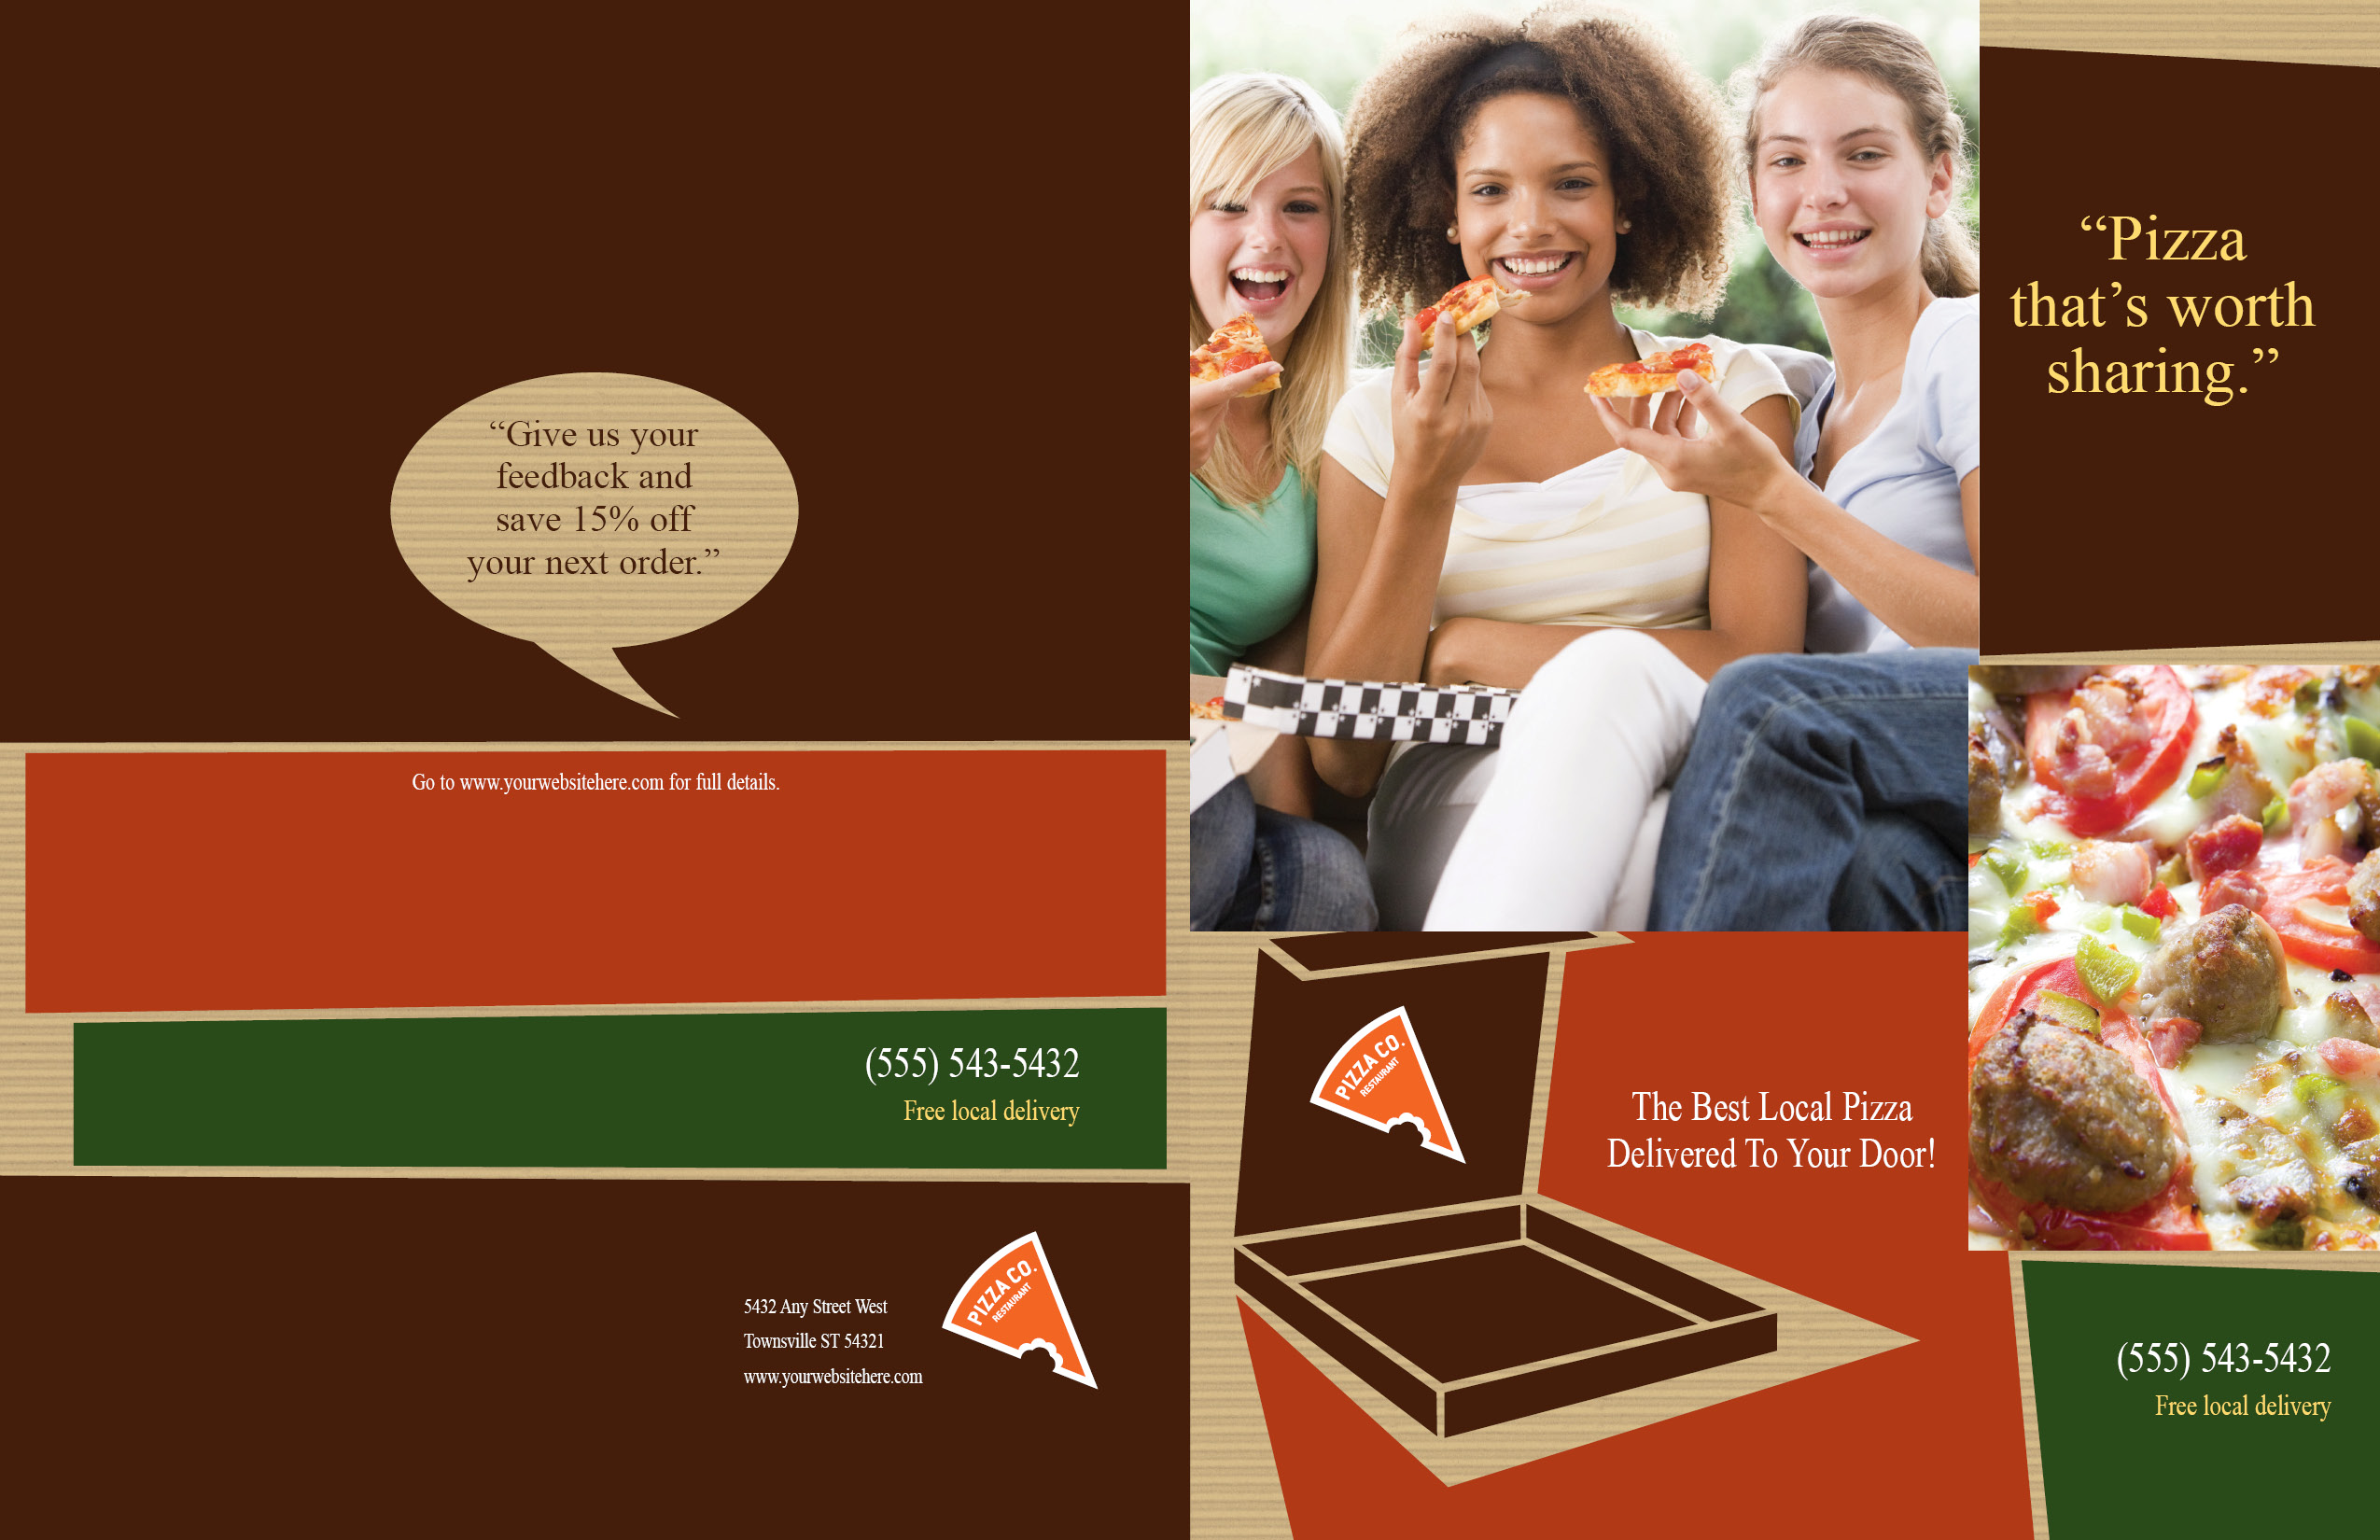 “Give us your
feedback and
save 15% off
your next order.”
Go to www.yourwebsitehere.com for full details.
(555) 543-5432
Free local delivery
5432 Any Street West
Townsville ST 54321
www.yourwebsitehere.com
PIZZA CO.
RESTAURANT
“Pizza
that’s worth
sharing.”
PIZZA CO.
RESTAURANT
The Best Local Pizza
Delivered To Your Door!
(555) 543-5432
Free local delivery